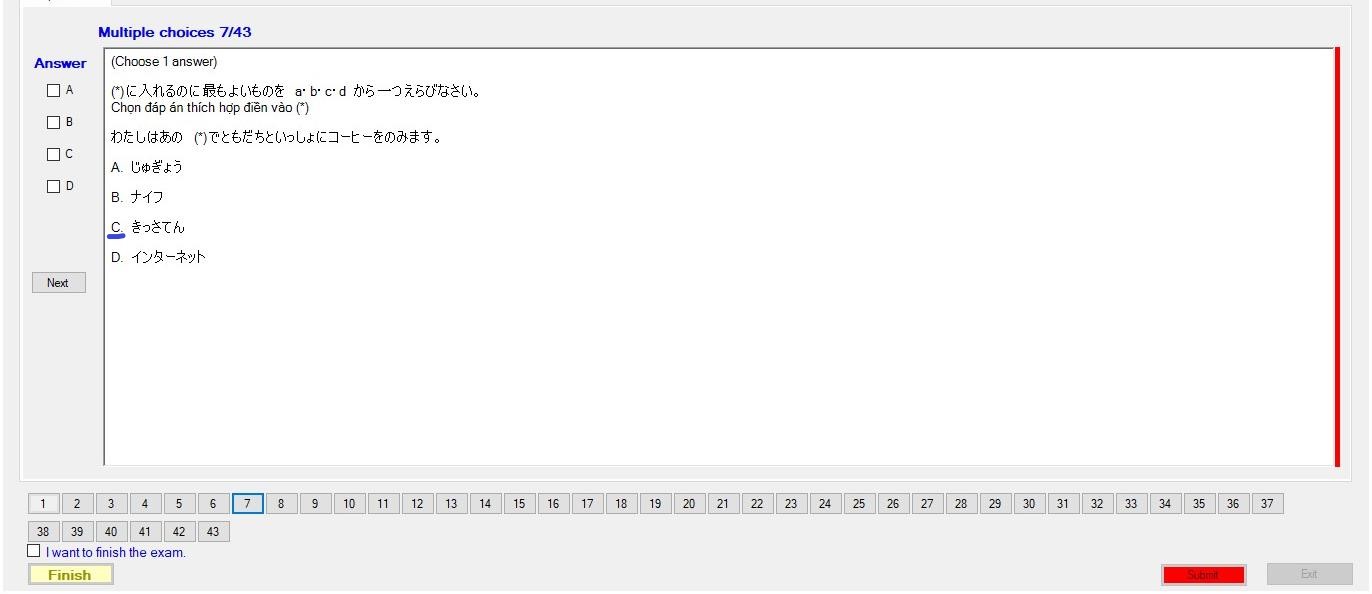 Multiple choices 7/43
Answer
(Choose 1 answer)
A
(*)に入れるのに最もよいものを a・b・c・d から一つえらびなさい。
Chọn đáp án thích hợp điền vào (*)
B
わたしはあの (*)でともだちといっしょにコーヒーをのみます。
C
A. じゅぎょう
D
B. ナイフ
C. きっさてん
D. インターネット
Next
1 2 3 4 5 6 7 8 9 10 11 12 13 14 15 16 17 18 19 20 21 22 23 24 25 26 27 28 29 30 31 32 33 34 35 36 37
38 39 40 41 42 43
I want to finish the exam.
Finish
Submit
Exit